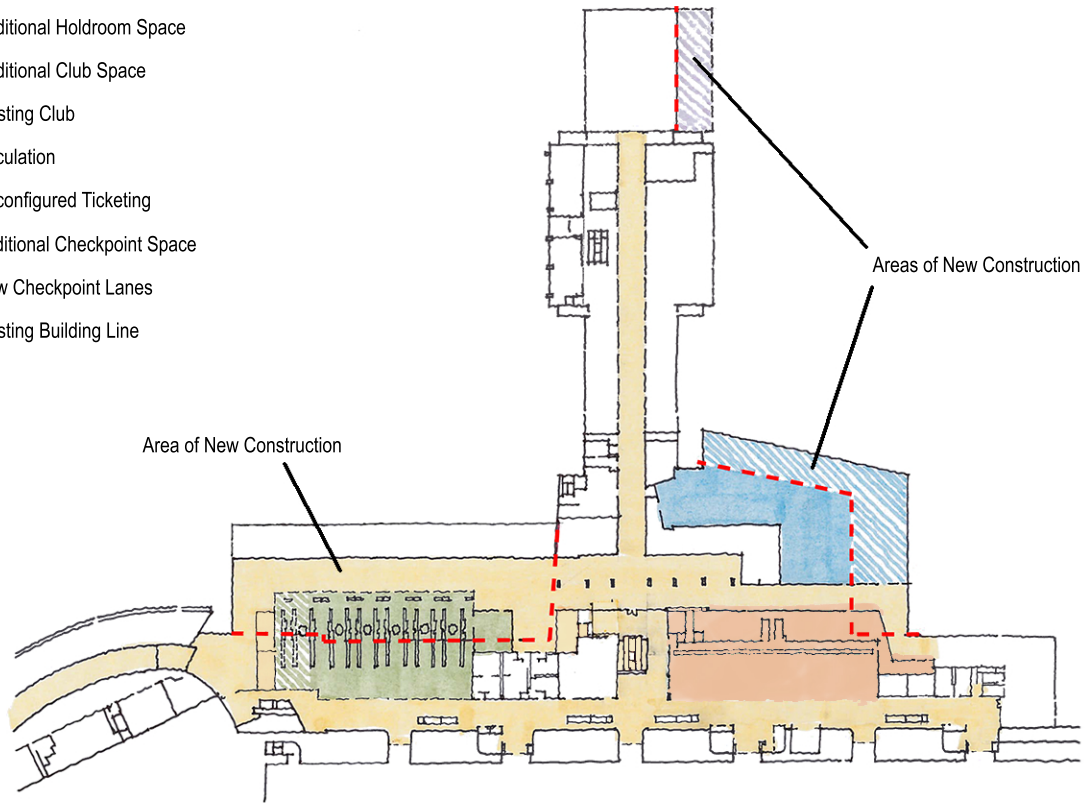 ditional Holdroom Space
ditional Club Space
sting Club
culation
configured Ticketing
ditional Checkpoint Space
w Checkpoint Lanes
sting Building Line
Areas of New Construction
Area of New Construction